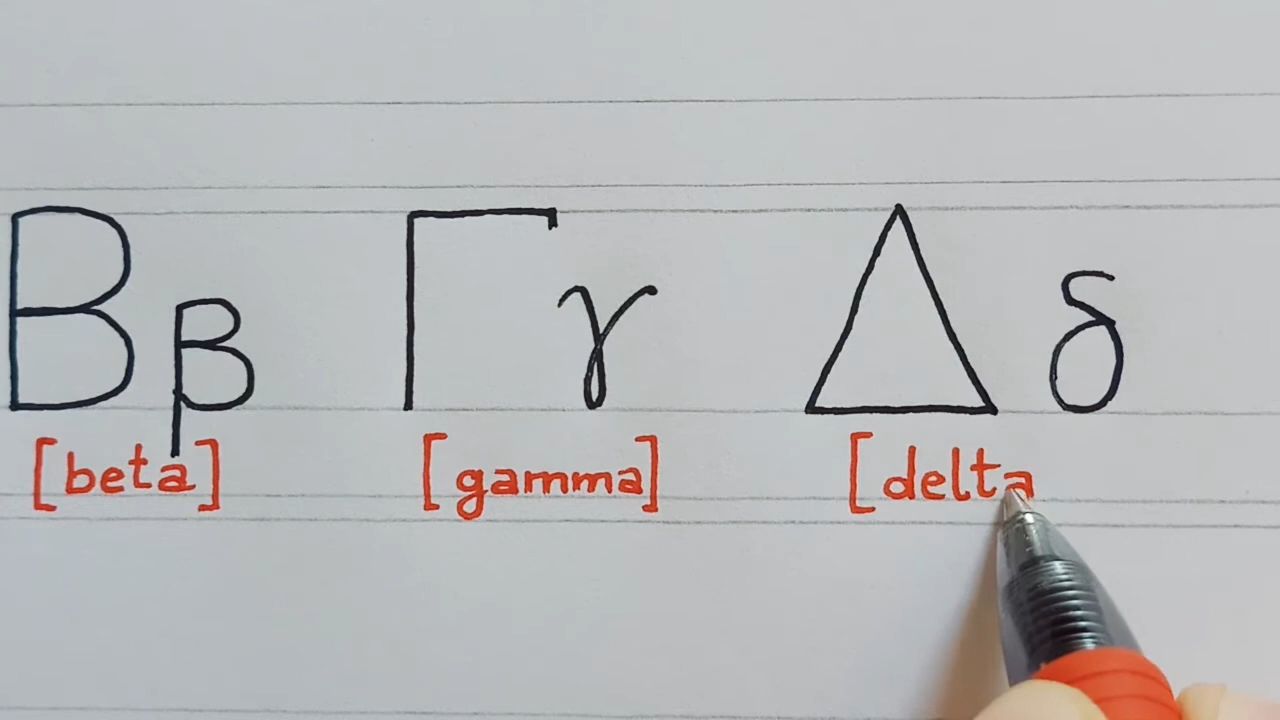 Β β Γ γ Δ δ
[beta] [gamma] [delta